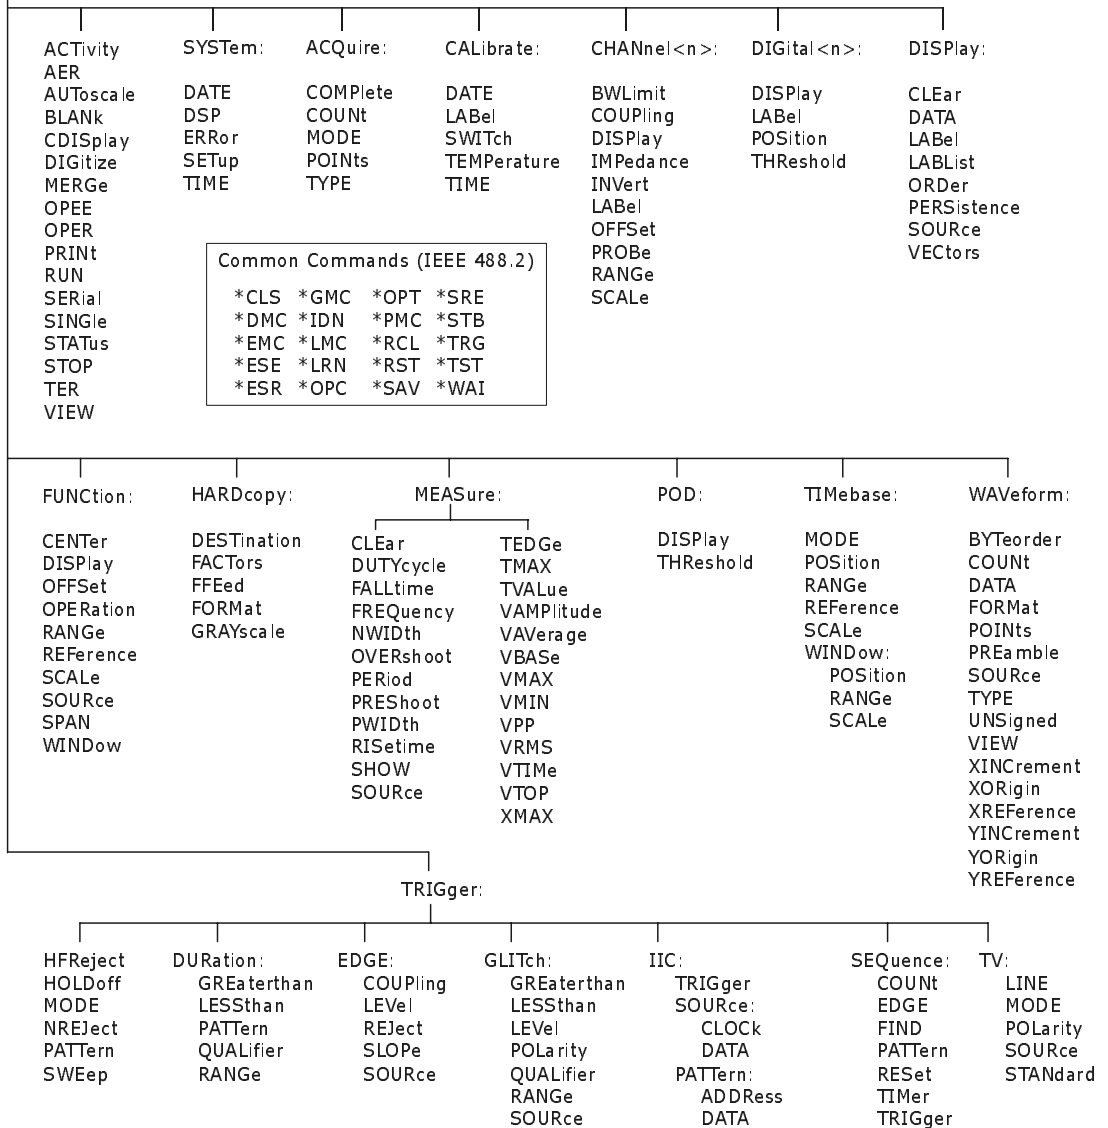 ACTivity
AER
AUToscale
BLANk
CDISplay
DIGitize
MERGe
OPEE
OPER
PRINt
RUN
SERial
SINGle
STATus
STOP
TER
VIEW
SYSTem:
DATE
DSP
ERRor
SETup
TIME
ACQuire:
COMPlete
COUNt
MODE
POINts
TYPE
CALibrate:
DATE
LABel
SWITch
TEMPerature
TIME
CHANnel<n>:
BWLimit
COUPling
DISPlay
IMPedance
INVert
LABel
OFFSet
PROBe
RANGe
SCALe
DIGital<n>:
DISPlay
LABel
POSition
THReshold
DISPlay:
CLEar
DATA
LABel
LABList
ORDer
PERSistence
SOURce
VECtors
Common Commands (IEEE 488.2)
*CLS *GMC *OPT *SRE
*DMC *IDN *PMC *STB
*EMC *LMC *RCL *TRG
*ESE *LRN *RST *TST
*ESR *OPC *SAV *WAI
FUNCtion:
CENTer
DISPlay
OFFSet
OPERation
RANGe
REFerence
SCALe
SOURce
SPAN
WINDow
HARDcopy:
DESTination
FACTors
FFEed
FORMat
GRAYscale
MEASure:
CLEar
DUTYcycle
FALLtime
FREQuency
NWIDth
OVERshoot
PERiod
PREShoot
PWIDth
RISetime
SHOW
SOURce
TEDGe
TMAX
TVALue
VAMPlitude
VAVerage
VBASe
VMAX
VMIN
VPP
VRMS
VTIMe
VTOP
XMAX
POD:
DISPlay
THReshold
TIMebase:
MODE
POSition
RANGe
REFerence
SCALe
WINDow:
POSition
RANGe
SCALe
WAVeform:
BYTeorder
COUNt
DATA
FORMat
POINts
PREamble
SOURce
TYPE
UNSigned
VIEW
XINCrement
XORigin
XREFerence
YINCrement
YORigin
YREFerence
TRIGger:
HFReject
HOLDoff
MODE
NREJect
PATTern
SWEep
DURation:
GREaterthan
LESSthan
PATTern
QUALifier
RANGe
EDGE:
COUPling
LEVel
REJect
SLOPe
SOURce
GLITch:
GREaterthan
LESSthan
LEVel
POLarity
QUALifier
RANGe
SOURce
IIC:
TRIGger
SOURce:
CLOCk
DATA
PATTern:
ADDRess
DATA
SEQuence:
COUNt
EDGE
FIND
PATTern
RESet
TIMer
TRIGger
TV:
LINE
MODE
POLarity
SOURce
STANdard